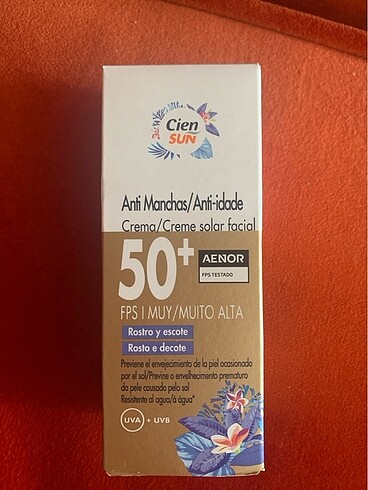 Cien
SUN
Anti Manchas/Anti-idade
Crema/Creme solar facial
50+
AENOR
FPS TESTADO
FPS I MUY/MUITO ALTA
Rostro y escote
Rosto e decote
Previene el envejecimiento de la piel ocasionado
por el sol/Previne o envelhecimento prematuro
da pele causado pelo sol
Resistente al agua/à água*
UVA + UVB